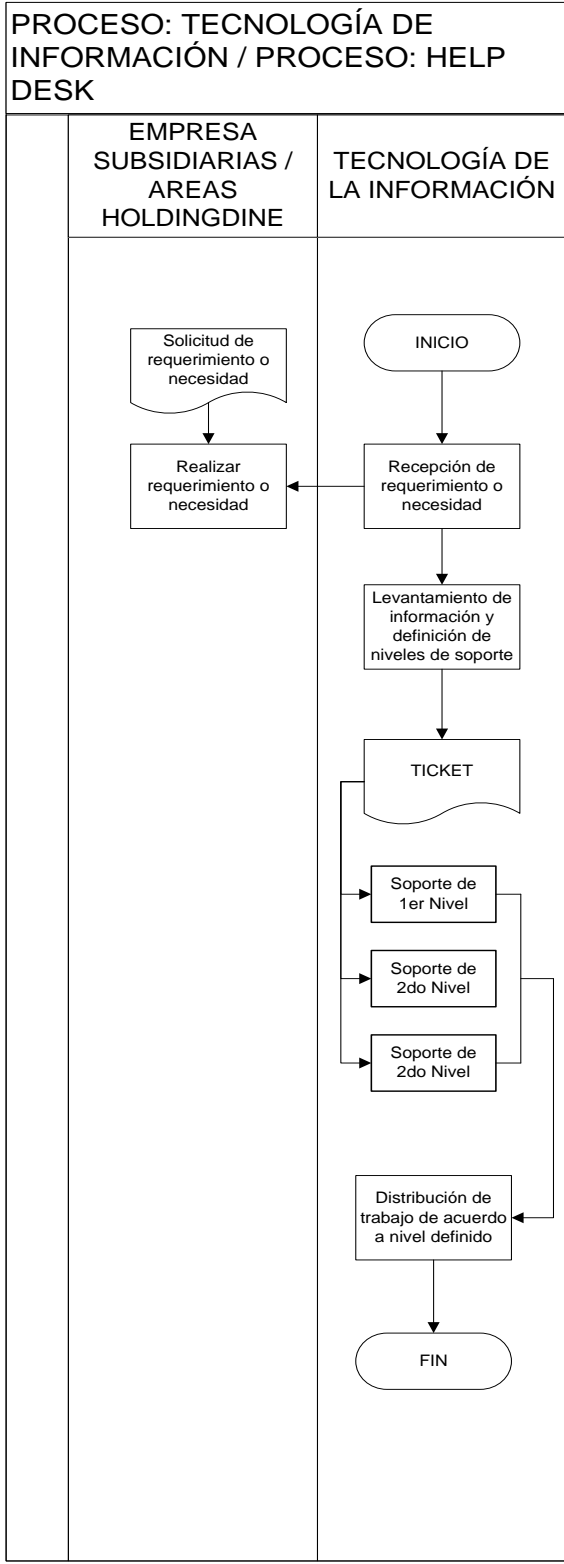 PROCESO: TECNOLOGÍA DE
INFORMACIÓN / PROCESO: HELP
DESK
EMPRESA
SUBSIDIARIAS /
AREAS
HOLDINGDINE
TECNOLOGÍA DE
LA INFORMACIÓN
Solicitud de
requerimiento o
necesidad
INICIO
Realizar
requerimiento o
necesidad
Recepción de
requerimiento o
necesidad
Levantamiento de
información y
definición de
niveles de soporte
TICKET
Soporte de
1er Nivel
Soporte de
2do Nivel
Soporte de
2do Nivel
Distribución de
trabajo de acuerdo
a nivel definido
FIN